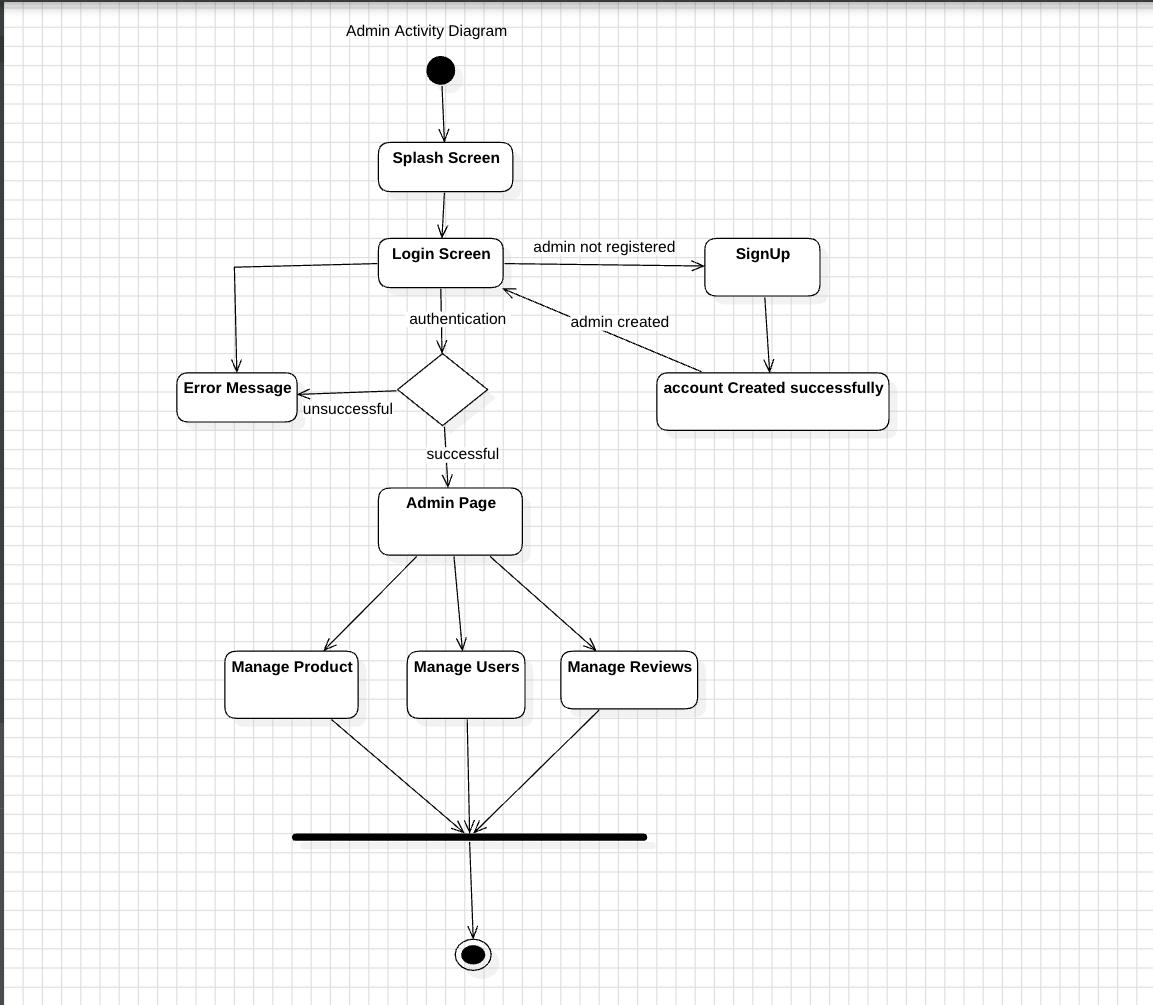 Admin Activity Diagram
Splash Screen
Login Screen
admin not registered
SignUp
authentication
admin created
Error Message
unsuccessful
account Created successfully
successful
Admin Page
Manage Product
Manage Users
Manage Reviews